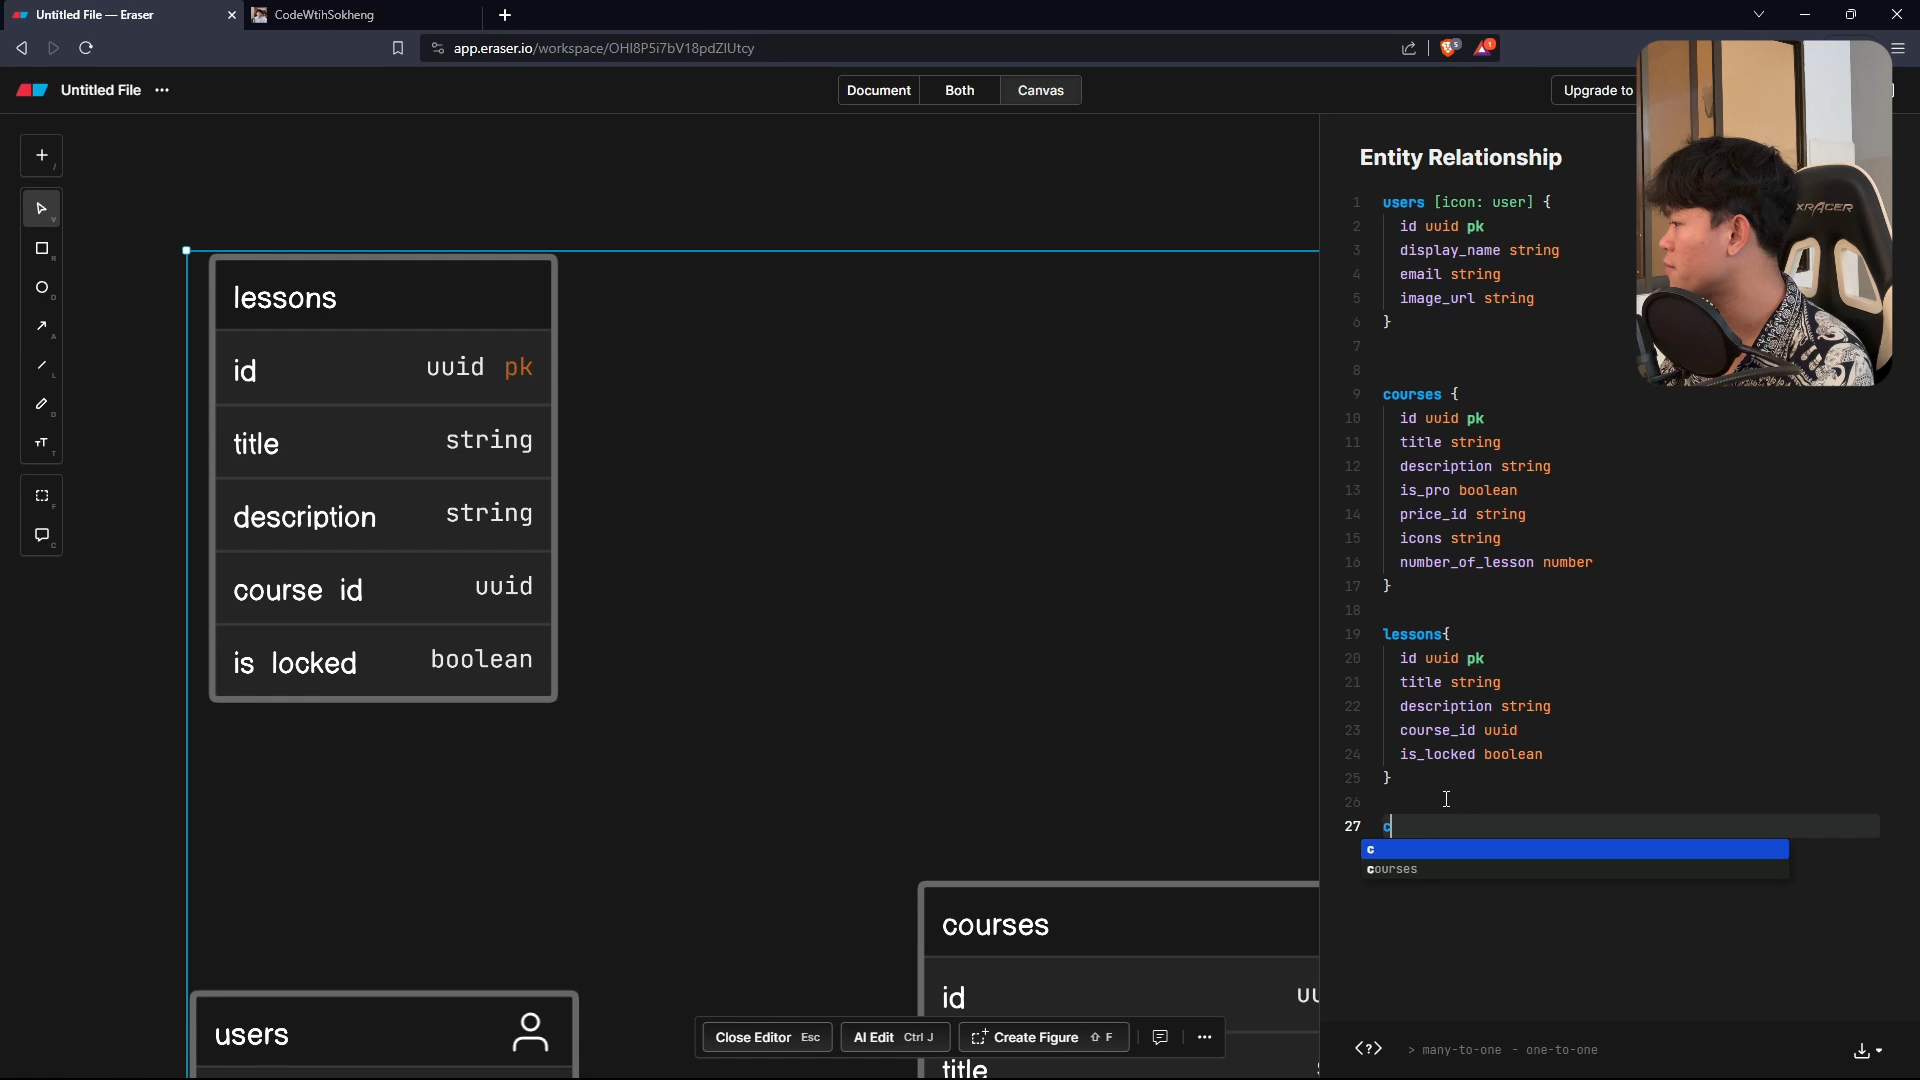 Untitled File — Eraser
CodeWtihSokheng
app.eraser.io/workspace/OHI8P5i7bV18pdZlUtcy
5
1
Untitled File
Document
Both
Canvas
Upgrade to
/
V
R
O
A
L
D
T
F
C
lessons
id uuid pk
title string
description string
course id uuid
is locked boolean
courses
id
title
users
Entity Relationship
1 users [icon: user] {
2 id uuid pk
3 display_name string
4 email string
5 image_url string
6 }
7
8
9 courses {
10 id uuid pk
11 title string
12 description string
13 is_pro boolean
14 price_id string
15 icons string
16 number_of_lesson number
17 }
18
19 lessons{
20 id uuid pk
21 title string
22 description string
23 course_id uuid
24 is_locked boolean
25 }
26
27 c
c
courses
XRACER
Close Editor Esc
AI Edit Ctrl J
Create Figure ⇧ F
<?> > many-to-one - one-to-one